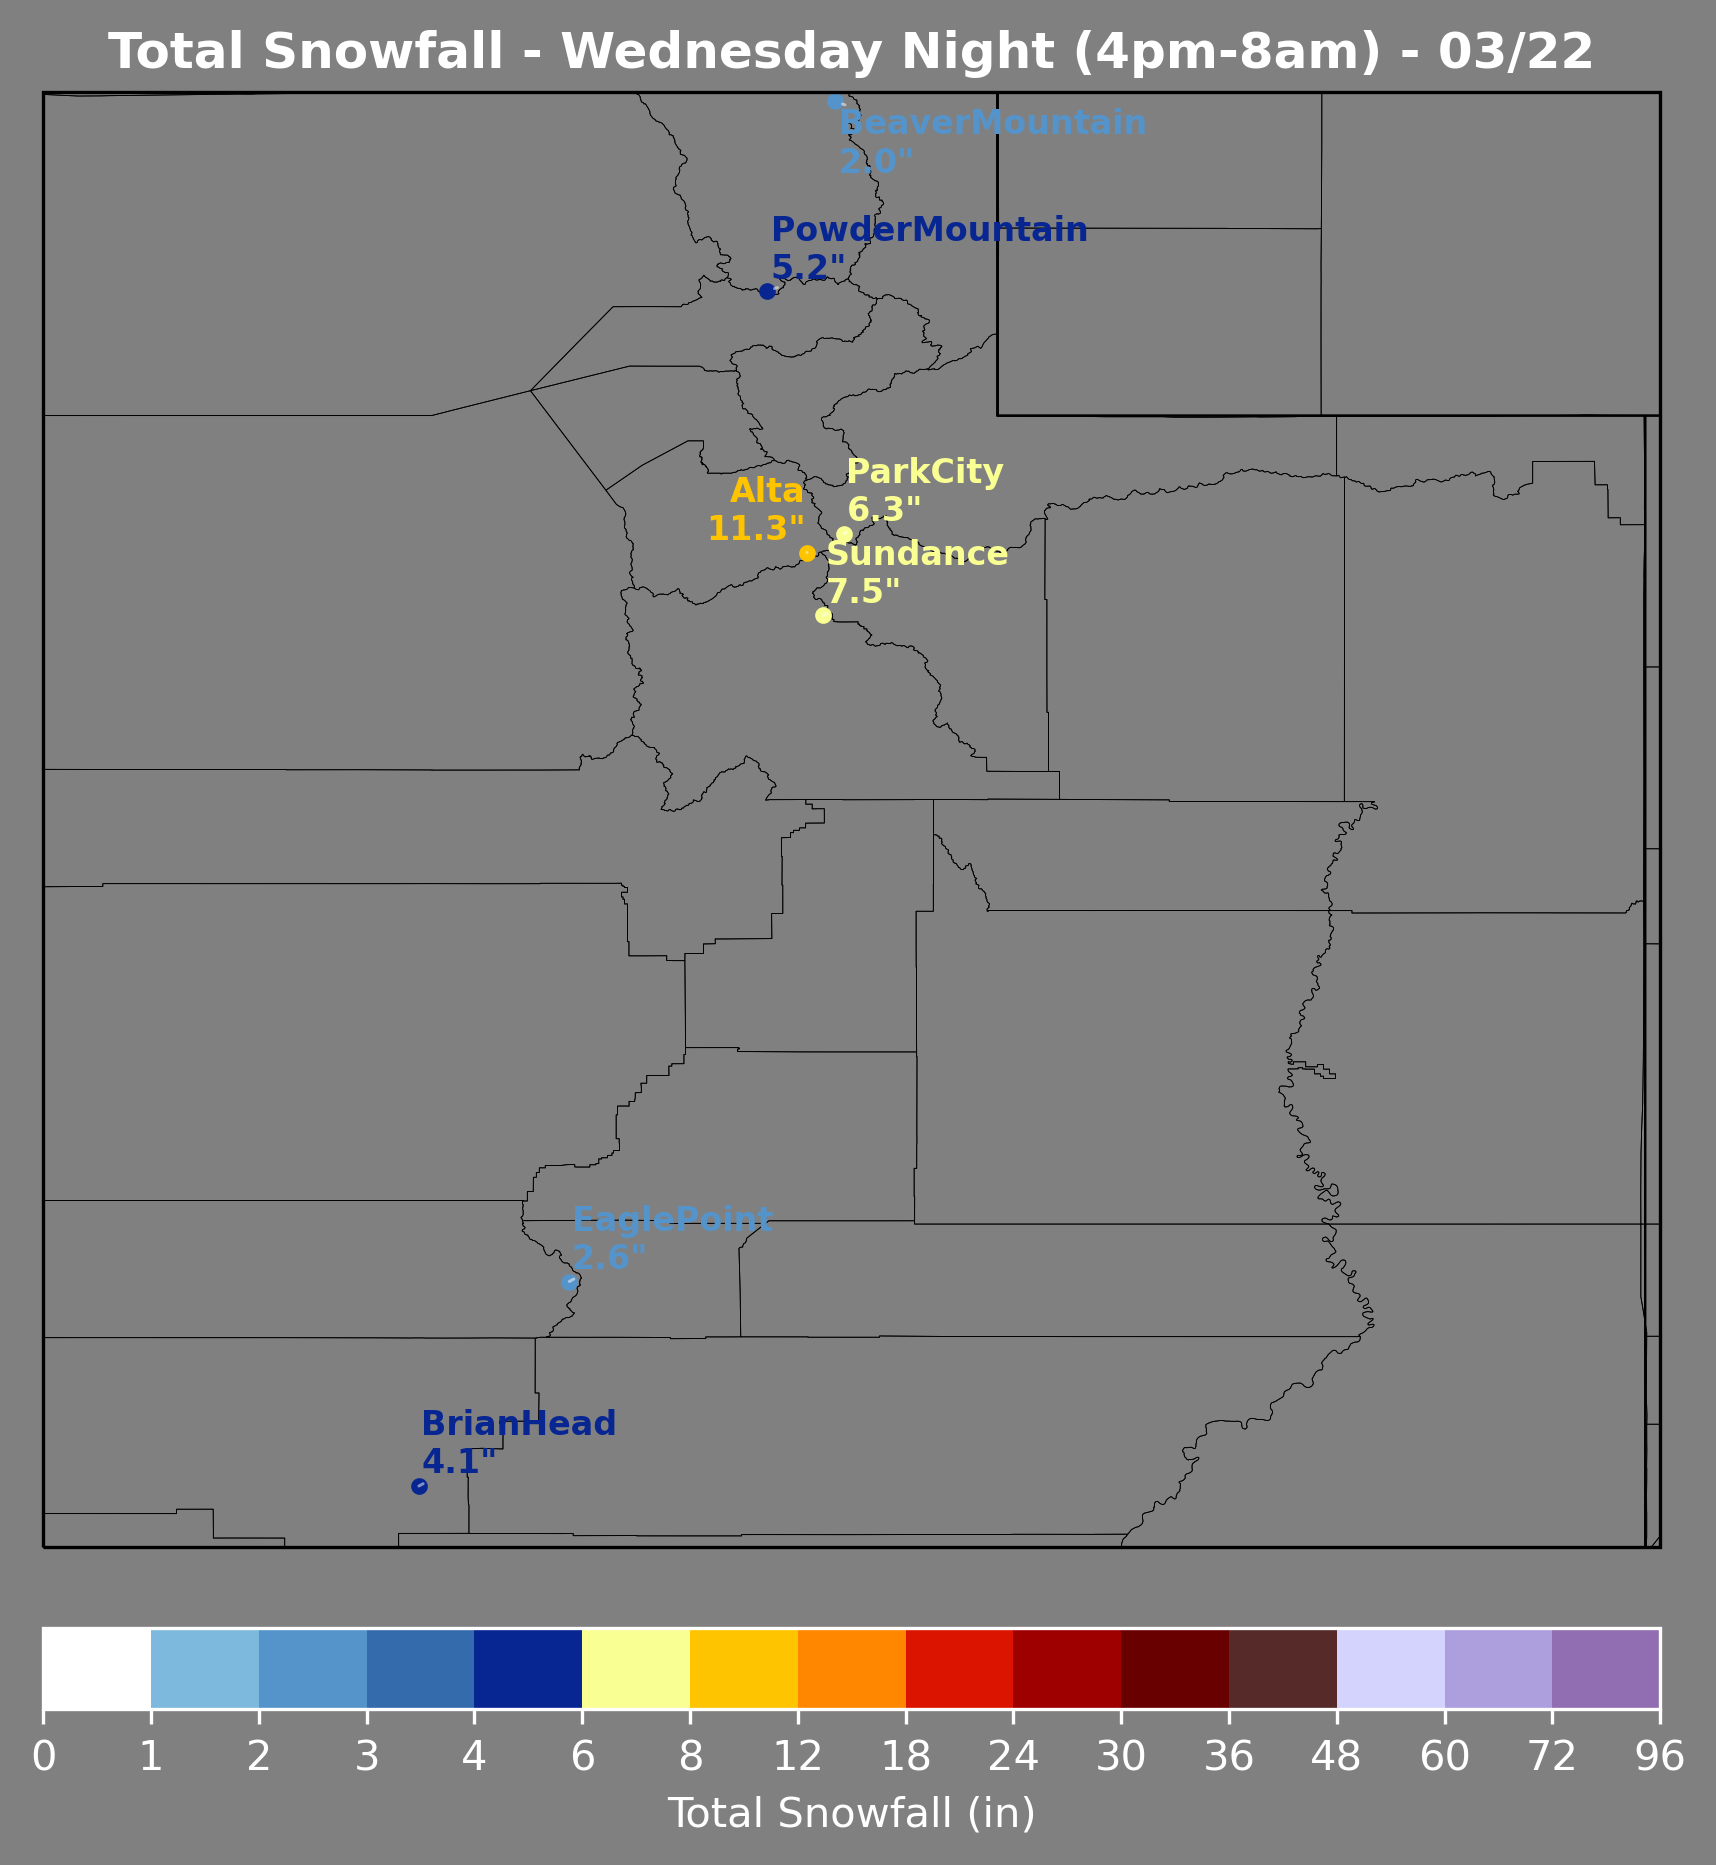 Total Snowfall - Wednesday Night (4pm-8am) - 03/22
BeaverMountain
2.0"
PowderMountain
5.2"
ParkCity
6.3"
Alta
11.3"
Sundance
7.5"
EaglePoint
2.6"
BrianHead
4.1"
0 1 2 3 4 6 8 12 18 24 30 36 48 60 72 96
Total Snowfall (in)